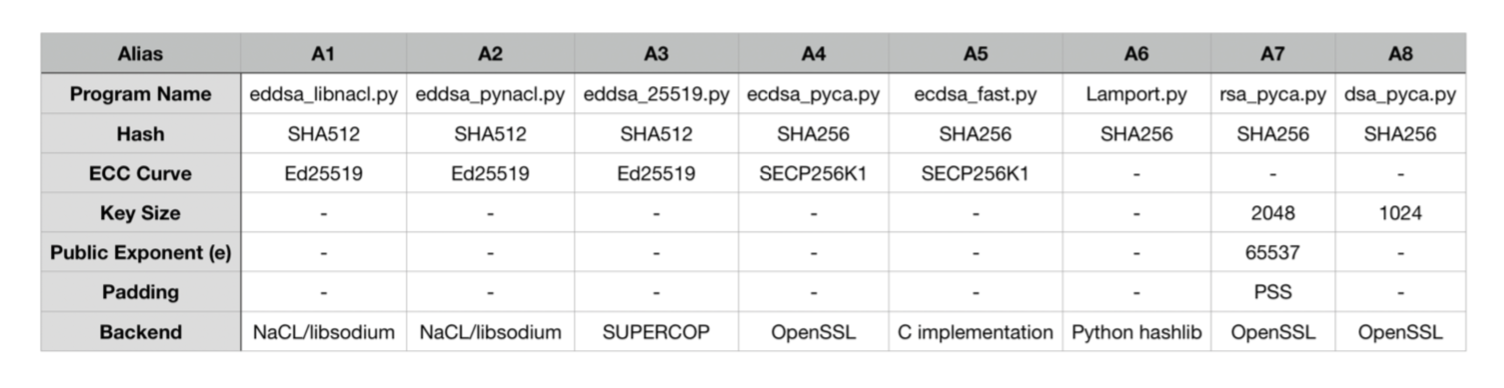 Alias A1 A2 A3 A4 A5 A6 A7 A8
Program Name eddsa_libnacl.py eddsa_pynacl.py eddsa_25519.py ecdsa_pyca.py ecdsa_fast.py Lamport.py rsa_pyca.py dsa_pyca.py
Hash SHA512 SHA512 SHA512 SHA256 SHA256 SHA256 SHA256 SHA256
ECC Curve Ed25519 Ed25519 Ed25519 SECP256K1 SECP256K1 - - -
Key Size - - - - - - 2048 1024
Public Exponent (e) - - - - - - 65537 -
Padding - - - - - - PSS -
Backend NaCL/libsodium NaCL/libsodium SUPERCOP OpenSSL C implementation Python hashlib OpenSSL OpenSSL